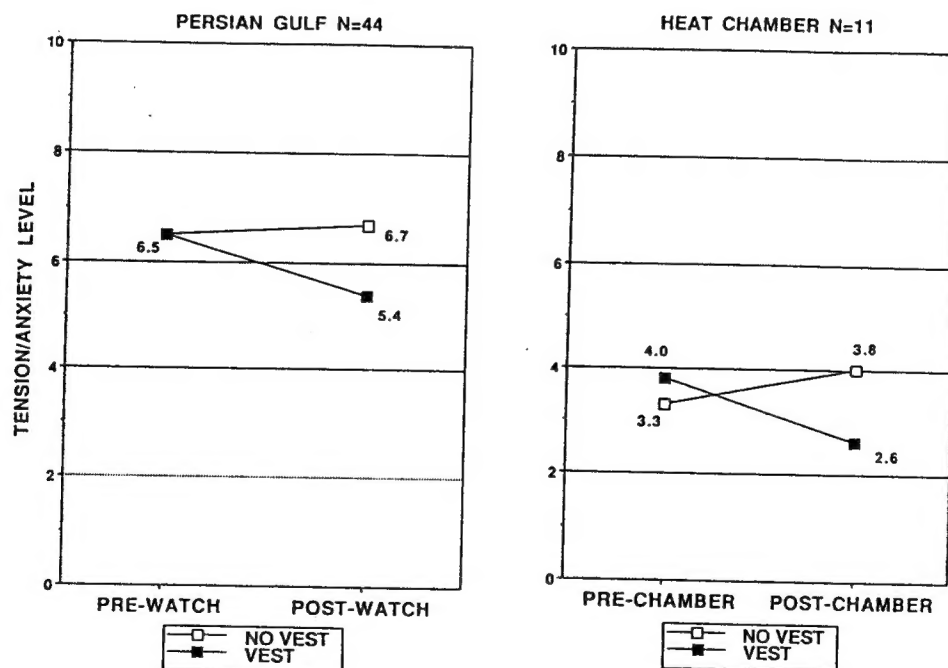 PERSIAN GULF N=44
TENSION/ANXIETY LEVEL
10
8
6
4
2
0
6.5
6.7
5.4
PRE-WATCH POST-WATCH
NO VEST
VEST
HEAT CHAMBER N=11
10
8
6
4
2
0
4.0
3.8
3.3
2.6
PRE-CHAMBER POST-CHAMBER
NO VEST
VEST